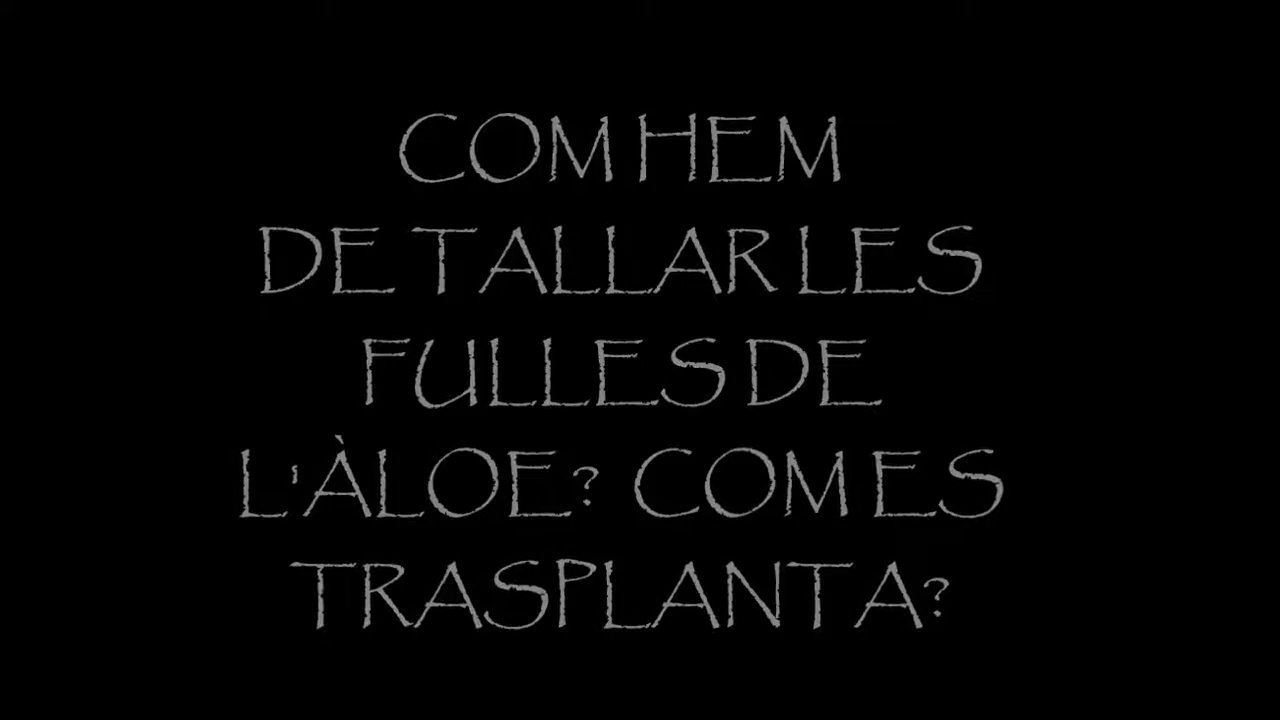 COM HEM
DE TALLAR LES
FULLES DE
L'ÀLOE? COM ES
TRASPLANTA?